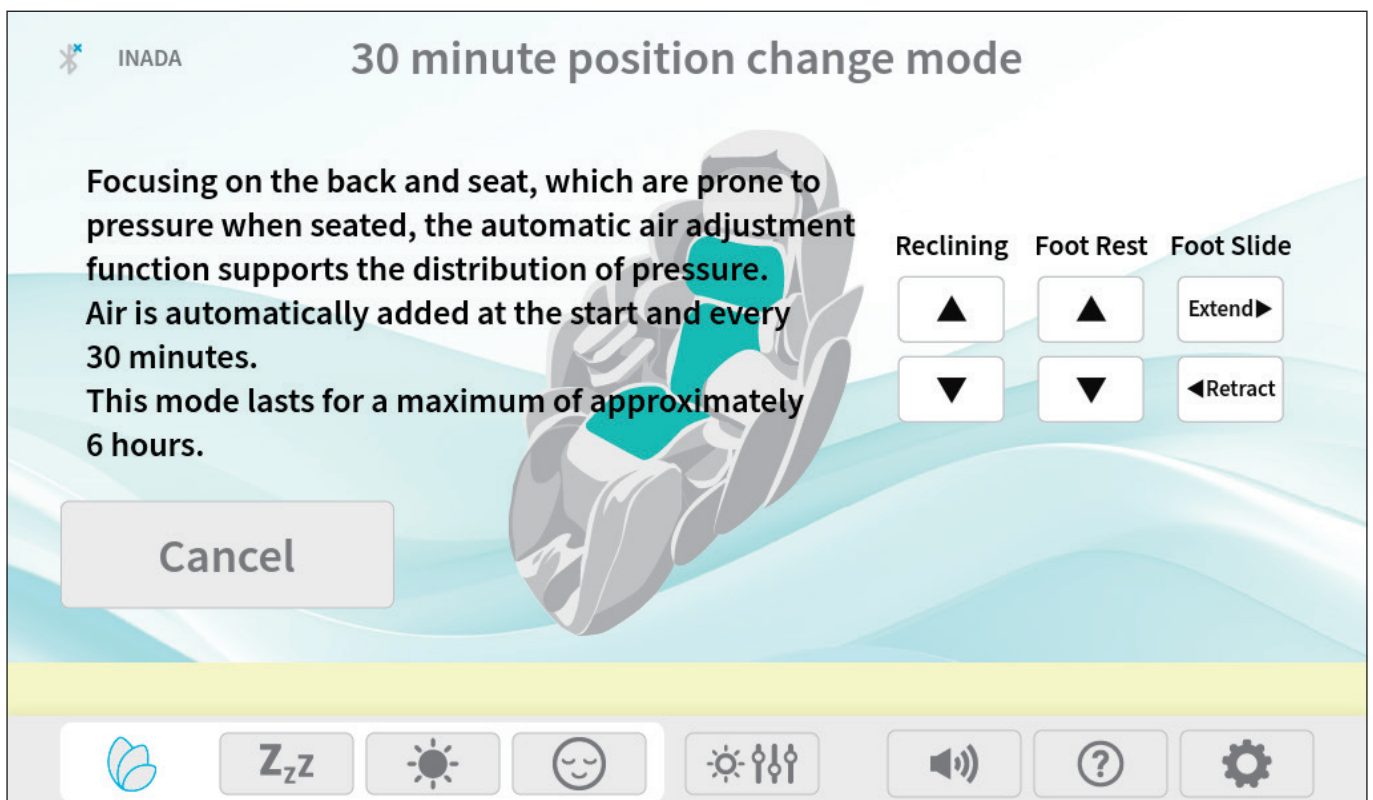 INADA
30 minute position change mode
Focusing on the back and seat, which are prone to
pressure when seated, the automatic air adjustment
function supports the distribution of pressure.
Air is automatically added at the start and every
30 minutes.
This mode lasts for a maximum of approximately
6 hours.
Reclining Foot Rest Foot Slide
▲ ▲ Extend▶
▼ ▼ ◀Retract
Cancel
Zzz
?